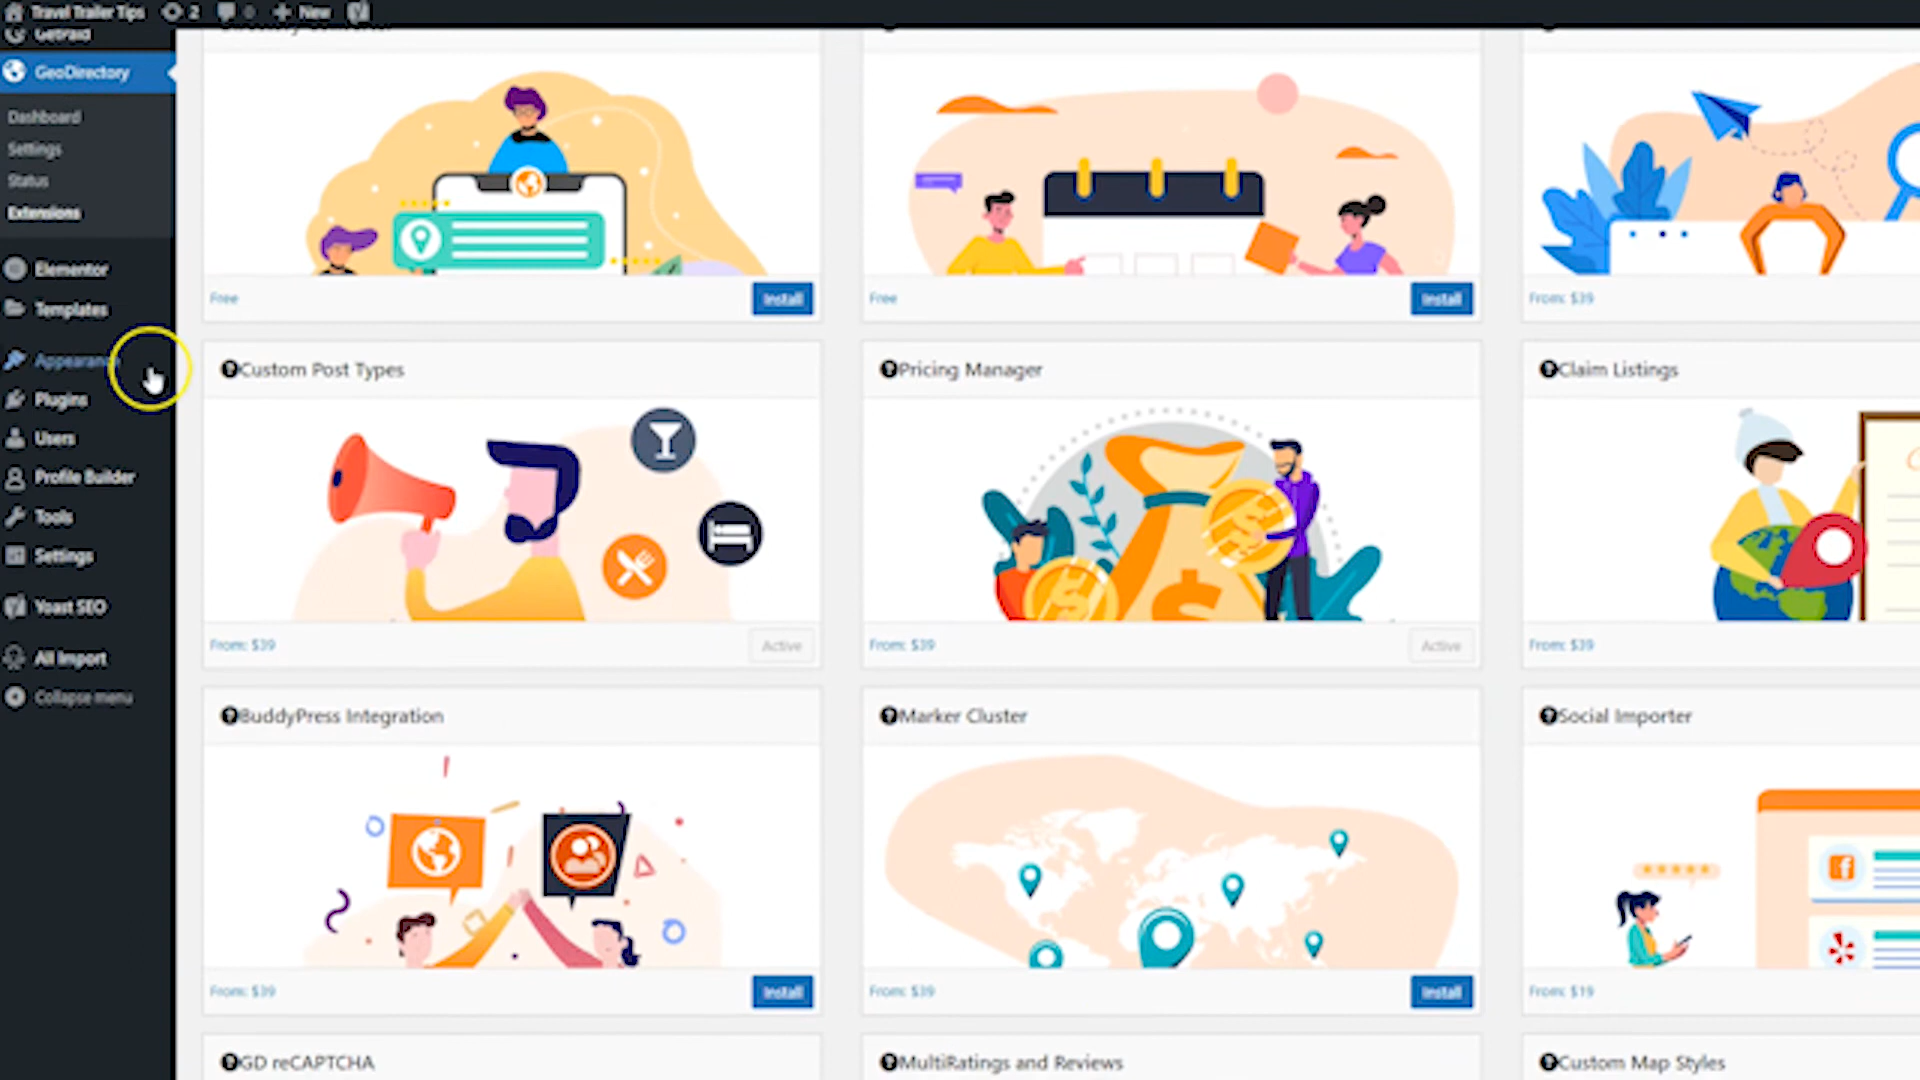 Travel Trailer Tips 2 0 New
GetPaid
GeoDirectory
Dashboard
Settings
Status
Extensions
Elementor
Templates
Appearance
Plugins
Users
Profile Builder
Tools
Settings
Yoast SEO
All Import
Collapse menu
Free Install
Free Install
From: $39
Custom Post Types
Pricing Manager
Claim Listings
From: $39 Active
From: $39 Active
From: $39
BuddyPress Integration
Marker Cluster
Social Importer
From: $39 Install
From: $39 Install
From: $19
GD reCAPTCHA
MultiRatings and Reviews
Custom Map Styles